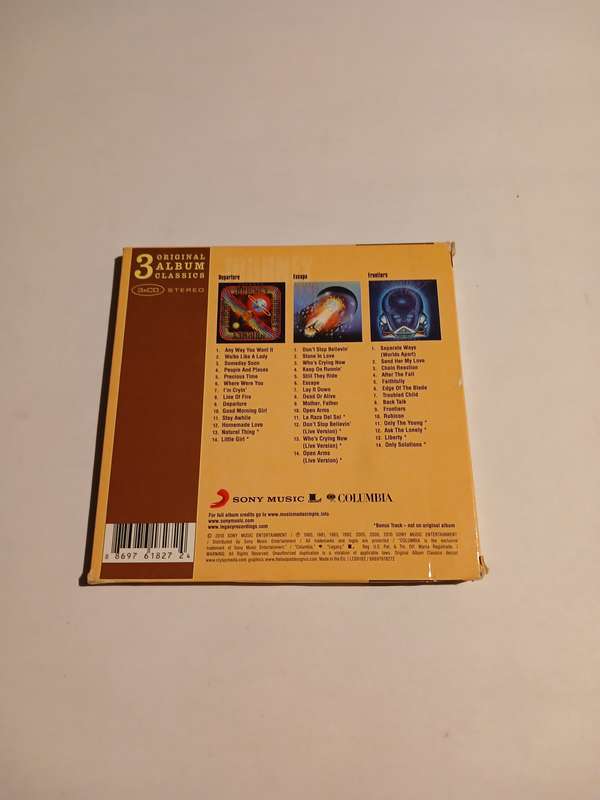 3 ORIGINAL
ALBUM
CLASSICS
3xCD STEREO
JOURNEY
Departure
1. Any Way You Want It
2. Walks Like A Lady
3. Someday Soon
4. People And Places
5. Precious Time
6. Where Were You
7. I'm Cryin'
8. Line Of Fire
9. Departure
10. Good Morning Girl
11. Stay Awhile
12. Homemade Love
13. Natural Thing *
14. Little Girl *
Escape
1. Don't Stop Believin'
2. Stone In Love
3. Who's Crying Now
4. Keep On Runnin'
5. Still They Ride
6. Escape
7. Lay It Down
8. Dead Or Alive
9. Mother, Father
10. Open Arms
11. La Raza Del Sol *
12. Don't Stop Believin'
(Live Version) *
13. Who's Crying Now
(Live Version) *
14. Open Arms
(Live Version) *
Frontiers
1. Separate Ways
(Worlds Apart)
2. Send Her My Love
3. Chain Reaction
4. After The Fall
5. Faithfully
6. Edge Of The Blade
7. Troubled Child
8. Back Talk
9. Frontiers
10. Rubicon
11. Only The Young *
12. Ask The Lonely *
13. Liberty *
14. Only Solutions *
SONY MUSIC L COLUMBIA
For full album credits go to www.musicmadesimple.info
www.sonymusic.com
www.legacyrecordings.com
*Bonus Track - not on original album
8 8697 61827 2 4